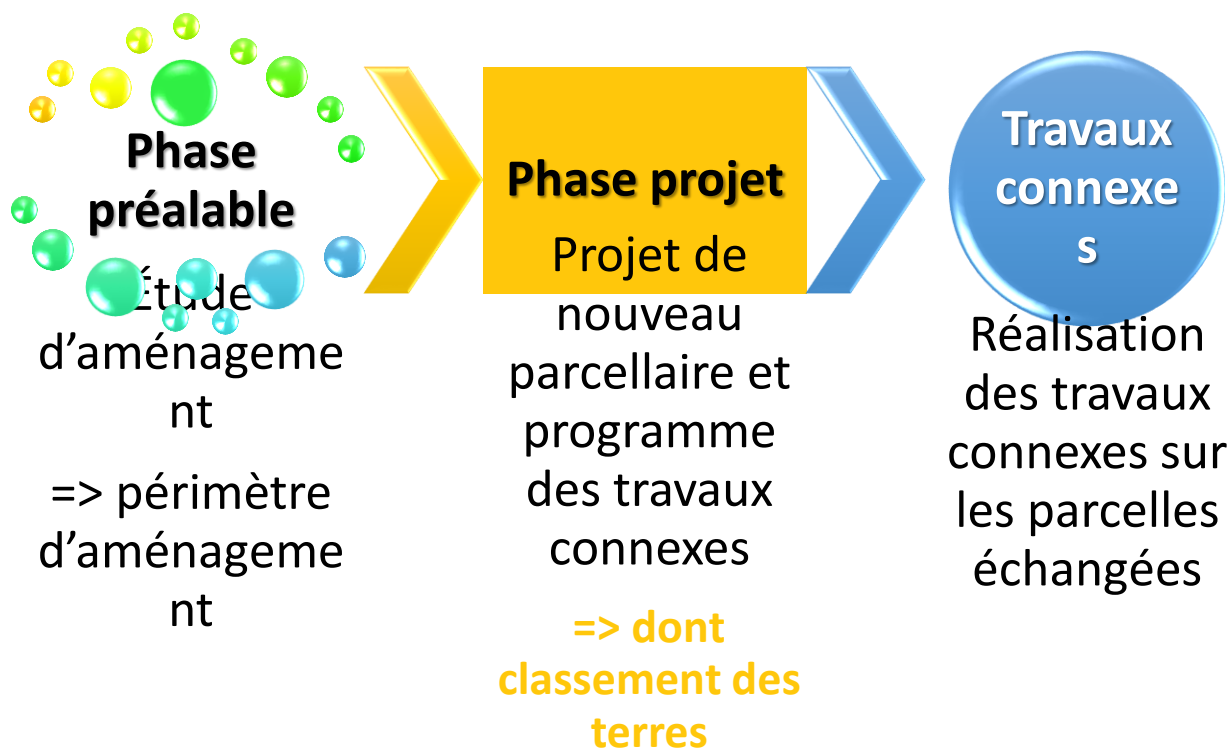 Phase
préalable
Étude
d’aménageme
nt
=> périmètre
d’aménageme
nt
Phase projet
Projet de
nouveau
parcellaire et
programme
des travaux
connexes
=> dont
classement des
terres
Travaux
connexe
s
Réalisation
des travaux
connexes sur
les parcelles
échangées